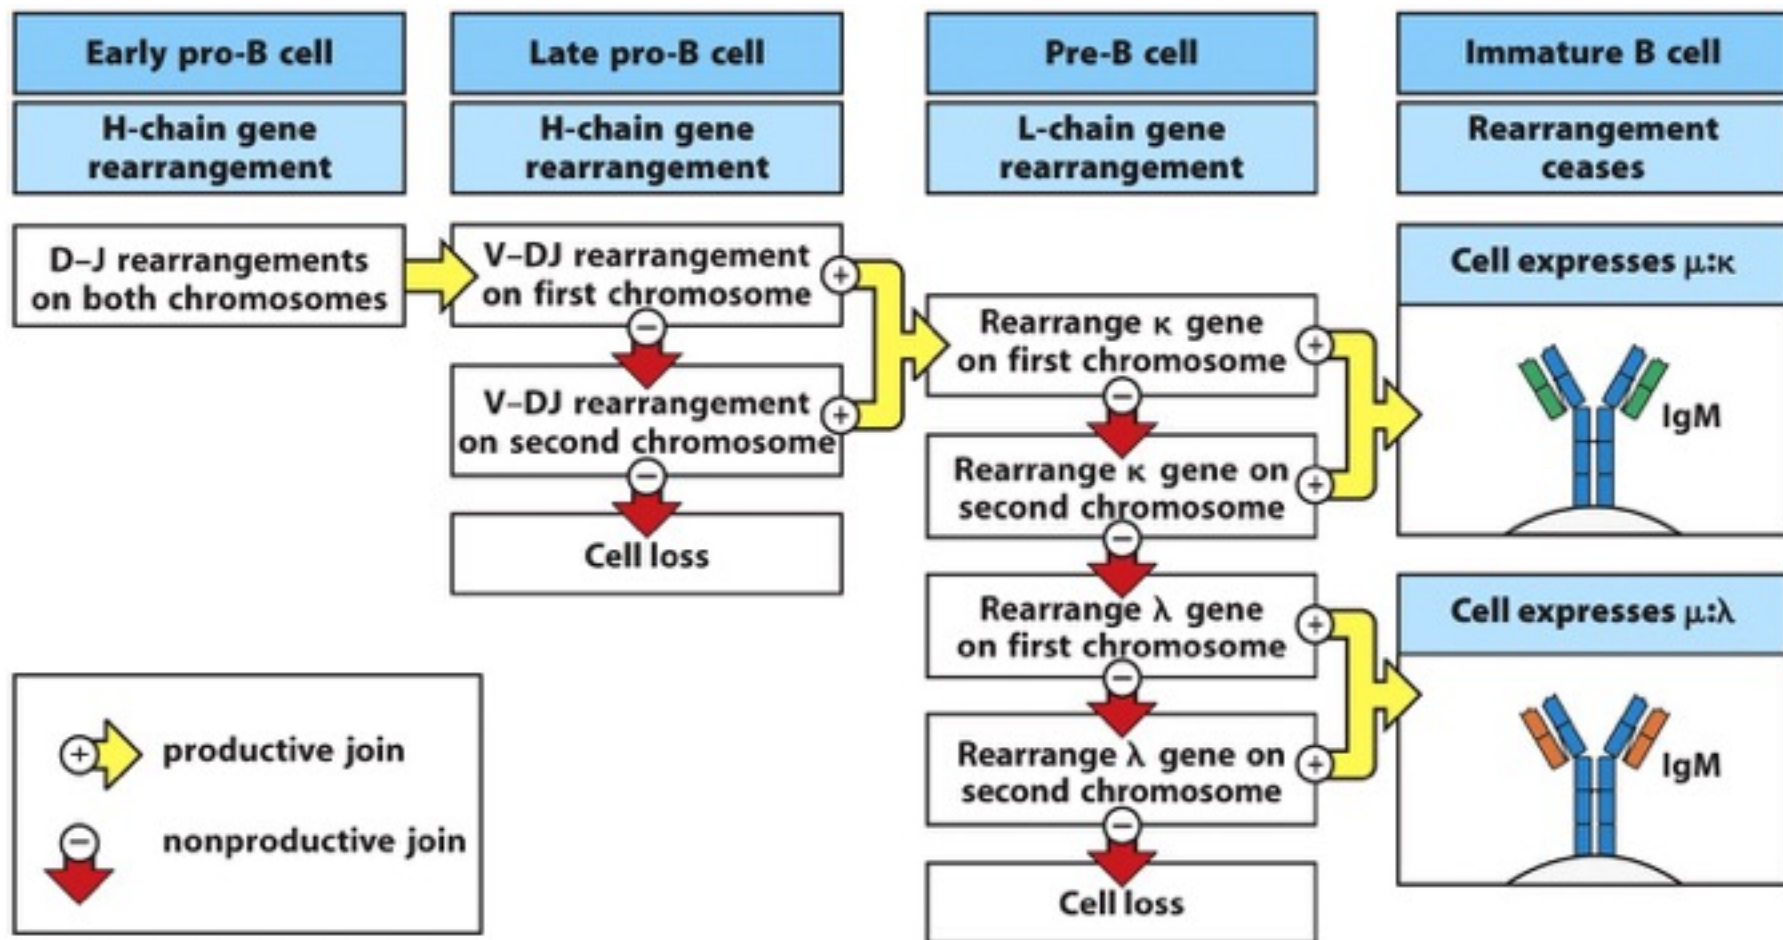 Early pro-B cell
H-chain gene
rearrangement
D–J rearrangements
on both chromosomes
Late pro-B cell
H-chain gene
rearrangement
V–DJ rearrangement
on first chromosome
−
+
V–DJ rearrangement
on second chromosome
−
+
Cell loss
Pre-B cell
L-chain gene
rearrangement
Rearrange κ gene
on first chromosome
−
+
Rearrange κ gene on
second chromosome
−
+
Rearrange λ gene
on first chromosome
−
+
Rearrange λ gene on
second chromosome
−
+
Cell loss
Immature B cell
Rearrangement
ceases
Cell expresses μ:κ
IgM
Cell expresses μ:λ
IgM
+ productive join
− nonproductive join